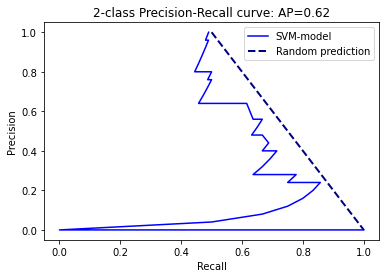 2-class Precision-Recall curve: AP=0.62
SVM-model
Random prediction
1.0
0.8
0.6
0.4
0.2
0.0
Precision
0.0 0.2 0.4 0.6 0.8 1.0
Recall